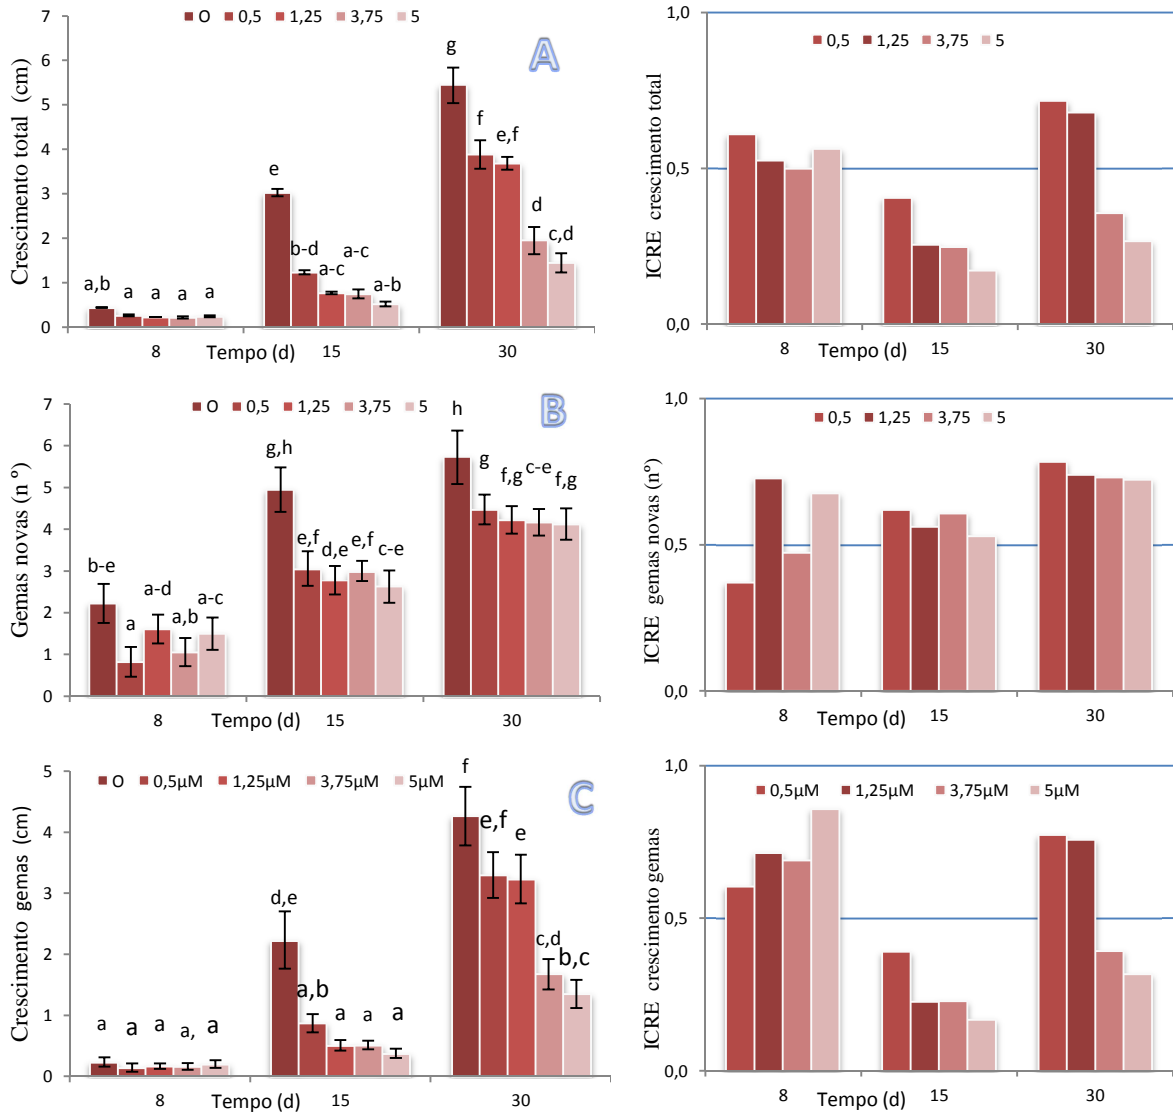 O 0,5 1,25 3,75 5
A
Crescimento total (cm)
7
6
5
4
3
2
1
0
a,b a a a a
e b-d a-c a-c a-b
g f e,f d c,d
8 Tempo (d) 15 30
0,5 1,25 3,75 5
ICRE crescimento total
1,0
0,5
0,0
8 Tempo (d) 15 30
O 0,5 1,25 3,75 5
B
Gemas novas (n º)
7
6
5
4
3
2
1
0
b-e a a-d a,b a-c
g,h e,f d,e e,f c-e
h g f,g c-e f,g
8 Tempo (d) 15 30
0,5 1,25 3,75 5
ICRE gemas novas (nº)
1,0
0,5
0,0
8 Tempo (d) 15 30
O 0,5µM 1,25µM 3,75µM 5µM
C
Crescimento gemas (cm)
5
4
3
2
1
0
a a a a, a
d,e a,b a a a
f e,f e c,d b,c
8 Tempo (d) 15 30
0,5µM 1,25µM 3,75µM 5µM
ICRE crescimento gemas
1,0
0,5
0,0
8 Tempo (d) 15 30